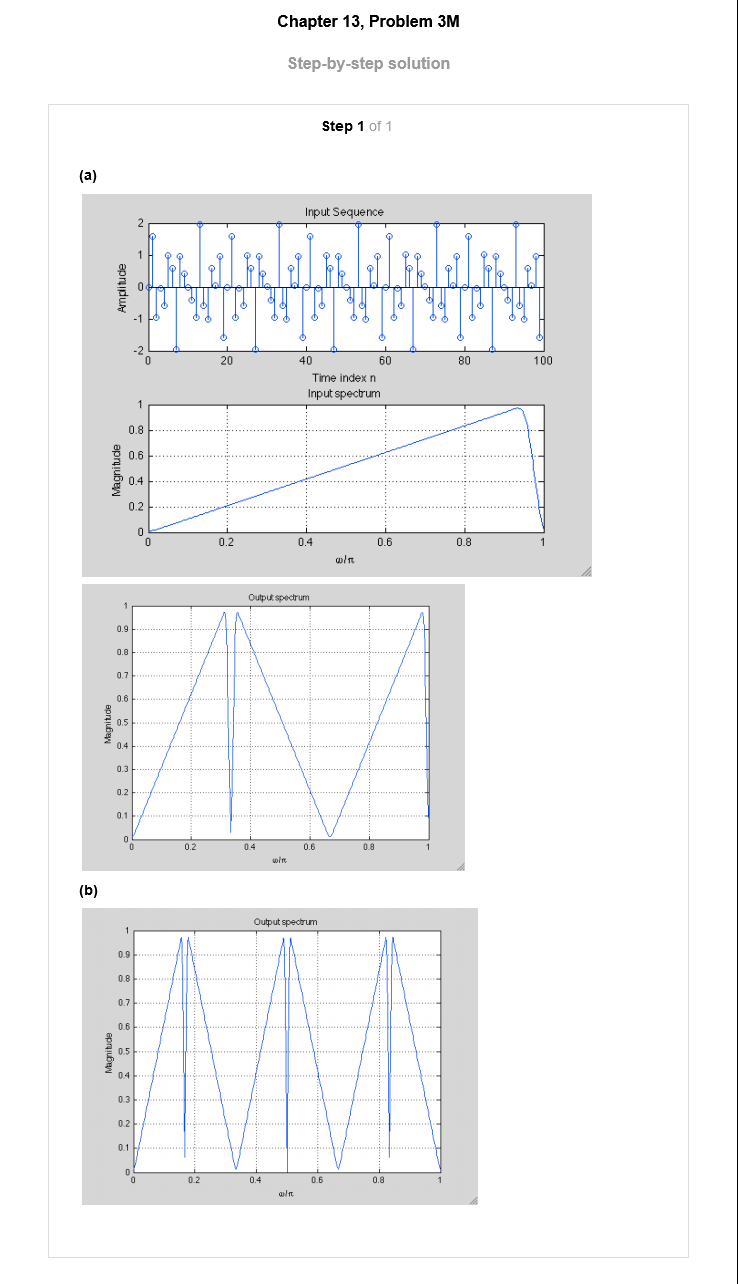 Chapter 13, Problem 3M
Step-by-step solution
Step 1 of 1
(a)
Input Sequence
2
1
0
-1
-2
Amplitude
0 20 40 60 80 100
Time index n
Input spectrum
1
0.8
0.6
0.4
0.2
0
Magnitude
0 0.2 0.4 0.6 0.8 1
ω/π
Output spectrum
1
0.9
0.8
0.7
0.6
0.5
0.4
0.3
0.2
0.1
0
Magnitude
0 0.2 0.4 0.6 0.8 1
ω/π
(b)
Output spectrum
1
0.9
0.8
0.7
0.6
0.5
0.4
0.3
0.2
0.1
0
Magnitude
0 0.2 0.4 0.6 0.8 1
ω/π